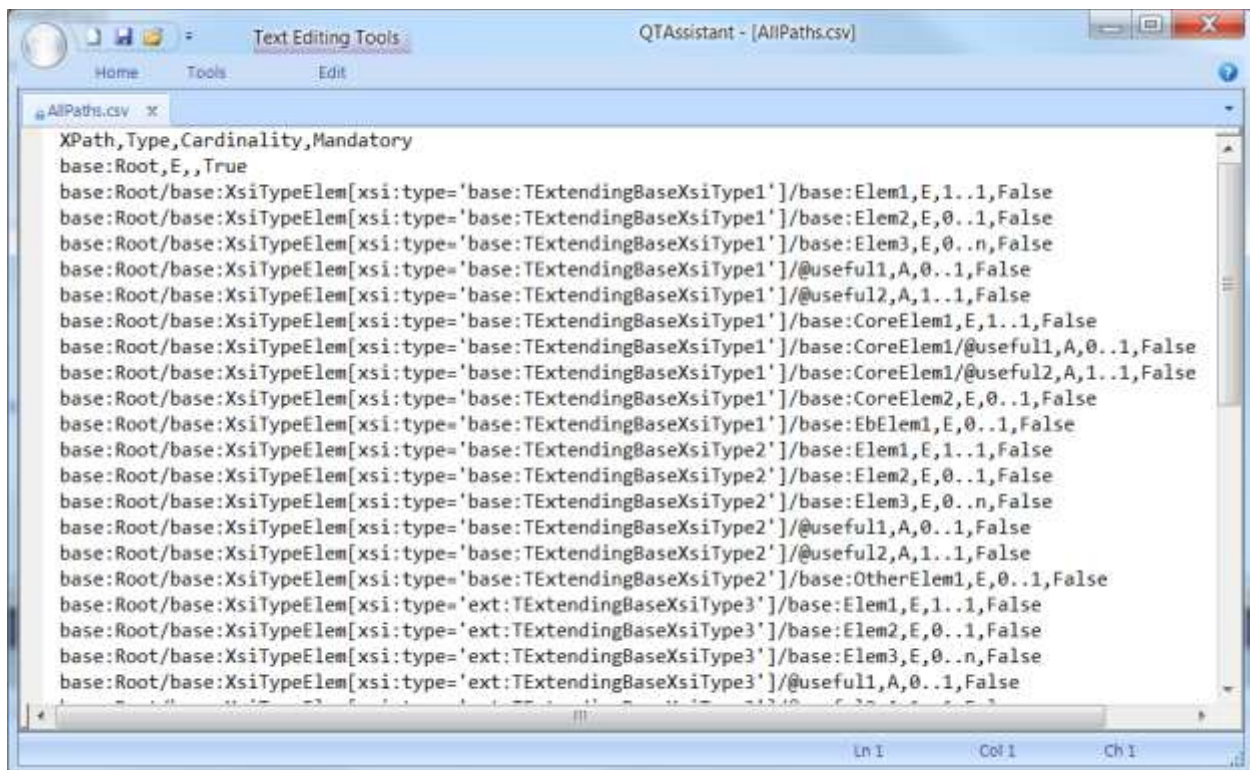 Text Editing Tools
QTAssistant - [AllPaths.csv]
Home Tools Edit
AllPaths.csv
XPath,Type,Cardinality,Mandatory
base:Root,E,,True
base:Root/base:XsiTypeElem[xsi:type='base:TExtendingBaseXsiType1']/base:Elem1,E,1..1,False
base:Root/base:XsiTypeElem[xsi:type='base:TExtendingBaseXsiType1']/base:Elem2,E,0..1,False
base:Root/base:XsiTypeElem[xsi:type='base:TExtendingBaseXsiType1']/base:Elem3,E,0..n,False
base:Root/base:XsiTypeElem[xsi:type='base:TExtendingBaseXsiType1']/@useful1,A,0..1,False
base:Root/base:XsiTypeElem[xsi:type='base:TExtendingBaseXsiType1']/@useful2,A,1..1,False
base:Root/base:XsiTypeElem[xsi:type='base:TExtendingBaseXsiType1']/base:CoreElem1,E,1..1,False
base:Root/base:XsiTypeElem[xsi:type='base:TExtendingBaseXsiType1']/base:CoreElem1/@useful1,A,0..1,False
base:Root/base:XsiTypeElem[xsi:type='base:TExtendingBaseXsiType1']/base:CoreElem1/@useful2,A,1..1,False
base:Root/base:XsiTypeElem[xsi:type='base:TExtendingBaseXsiType1']/base:CoreElem2,E,0..1,False
base:Root/base:XsiTypeElem[xsi:type='base:TExtendingBaseXsiType1']/base:EbElem1,E,0..1,False
base:Root/base:XsiTypeElem[xsi:type='base:TExtendingBaseXsiType2']/base:Elem1,E,1..1,False
base:Root/base:XsiTypeElem[xsi:type='base:TExtendingBaseXsiType2']/base:Elem2,E,0..1,False
base:Root/base:XsiTypeElem[xsi:type='base:TExtendingBaseXsiType2']/base:Elem3,E,0..n,False
base:Root/base:XsiTypeElem[xsi:type='base:TExtendingBaseXsiType2']/@useful1,A,0..1,False
base:Root/base:XsiTypeElem[xsi:type='base:TExtendingBaseXsiType2']/@useful2,A,1..1,False
base:Root/base:XsiTypeElem[xsi:type='base:TExtendingBaseXsiType2']/base:OtherElem1,E,0..1,False
base:Root/base:XsiTypeElem[xsi:type='ext:TExtendingBaseXsiType3']/base:Elem1,E,1..1,False
base:Root/base:XsiTypeElem[xsi:type='ext:TExtendingBaseXsiType3']/base:Elem2,E,0..1,False
base:Root/base:XsiTypeElem[xsi:type='ext:TExtendingBaseXsiType3']/base:Elem3,E,0..n,False
base:Root/base:XsiTypeElem[xsi:type='ext:TExtendingBaseXsiType3']/@useful1,A,0..1,False
Ln 1 Col 1 Ch 1